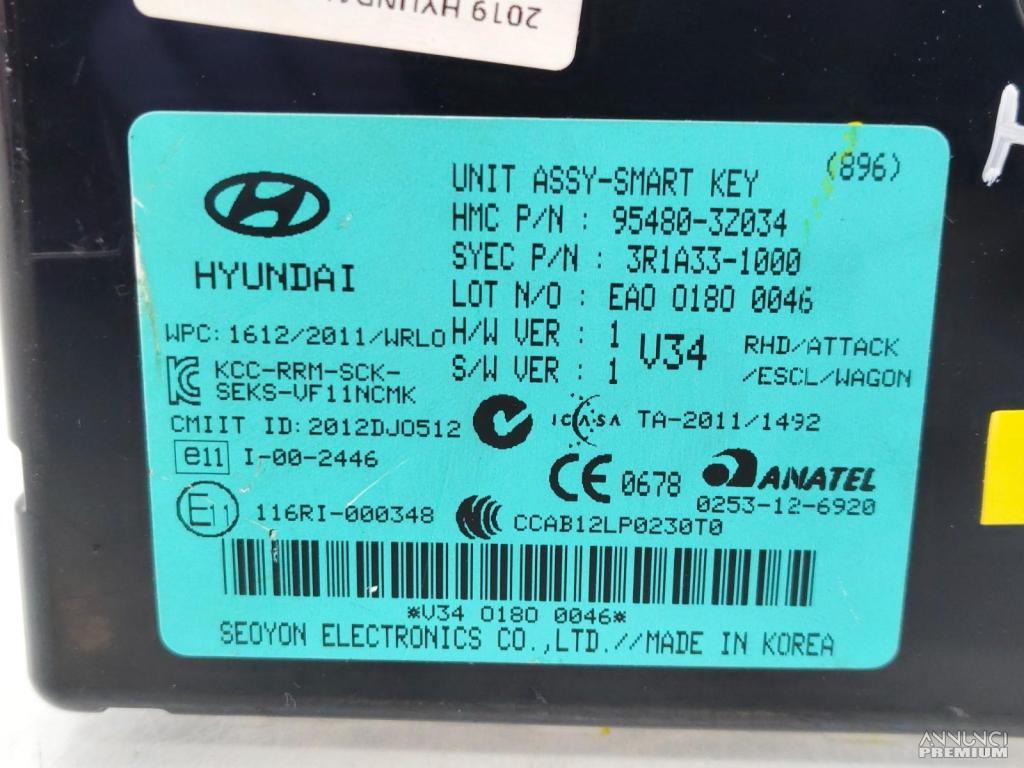 2019 HYUNDAI
(896)
UNIT ASSY-SMART KEY
HMC P/N : 95480-3Z034
SYEC P/N : 3R1A33-1000
LOT N/O : EA0 0180 0046
H/W VER : 1
S/W VER : 1
V34
RHD/ATTACK
/ESCL/WAGON
HYUNDAI
WPC: 1612/2011/WRLO
KCC-RRM-SCK-
SEKS-VF11NCMK
CMIIT ID: 2012DJ0512
ICASA TA-2011/1492
e11 I-00-2446
CE 0678
ANATEL
0253-12-6920
E11 116RI-000348
CCAB12LP0230T0
*V34 0180 0046*
SEOYON ELECTRONICS CO.,LTD.//MADE IN KOREA
ANNUNCI
PREMIUM